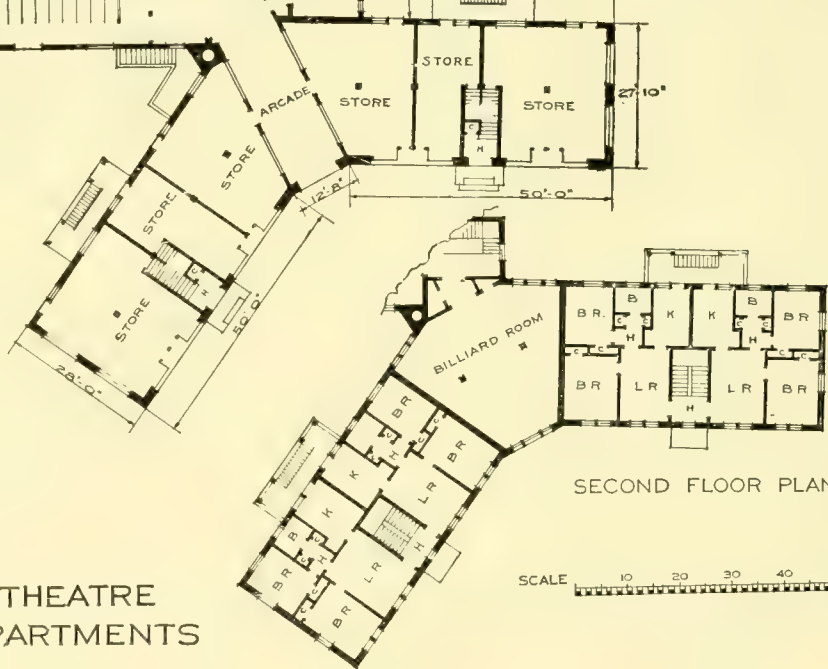 STORE
STORE
STORE
27'-10"
ARCADE
C
H
STORE
12'-8"
50'-0"
STORE
C
H
STORE
50'-0"
28'-0"
BILLIARD ROOM
BR.
B
K
K
B
BR
C
C
C
C
H
H
C
C
C
C
BR
LR
LR
BR
H
BR
C
C
H
C
C
BR
K
LR
K
H
B
C
C
H
LR
BR
C
C
BR
SECOND FLOOR PLAN
SCALE
10
20
30
40
THEATRE
PARTMENTS